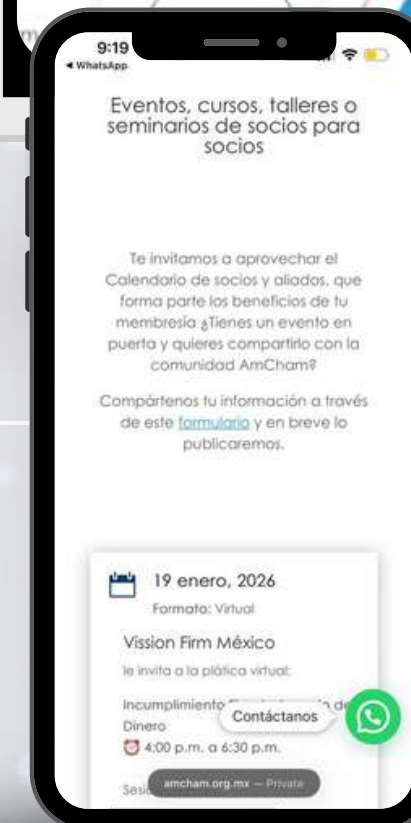 9:19
◀ WhatsApp
Eventos, cursos, talleres o
seminarios de socios para
socios
Te invitamos a aprovechar el
Calendario de socios y aliados, que
forma parte los beneficios de tu
membresía ¿Tienes un evento en
puerta y quieres compartirlo con la
comunidad AmCham?
Compártenos tu información a través
de este formulario y en breve lo
publicaremos.
19 enero, 2026
Formato: Virtual
Vission Firm México
le invita a la plática virtual:
Incumplimiento de
Dinero
Contáctanos
⏰ 4:00 p.m. a 6:30 p.m.
amcham.org.mx — Private